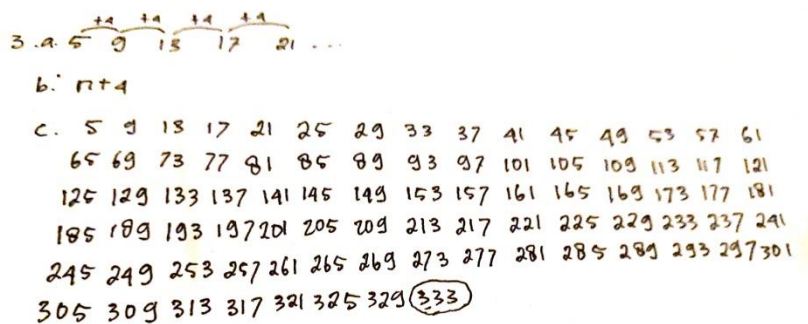 +4 +4 +4 +4
3.a. 5 9 13 17 21 ...
b. n+4
c. 5 9 13 17 21 25 29 33 37 41 45 49 53 57 61
65 69 73 77 81 85 89 93 97 101 105 109 113 117 121
125 129 133 137 141 145 149 153 157 161 165 169 173 177 181
185 189 193 197 201 205 209 213 217 221 225 229 233 237 241
245 249 253 257 261 265 269 273 277 281 285 289 293 297 301
305 309 313 317 321 325 329 333